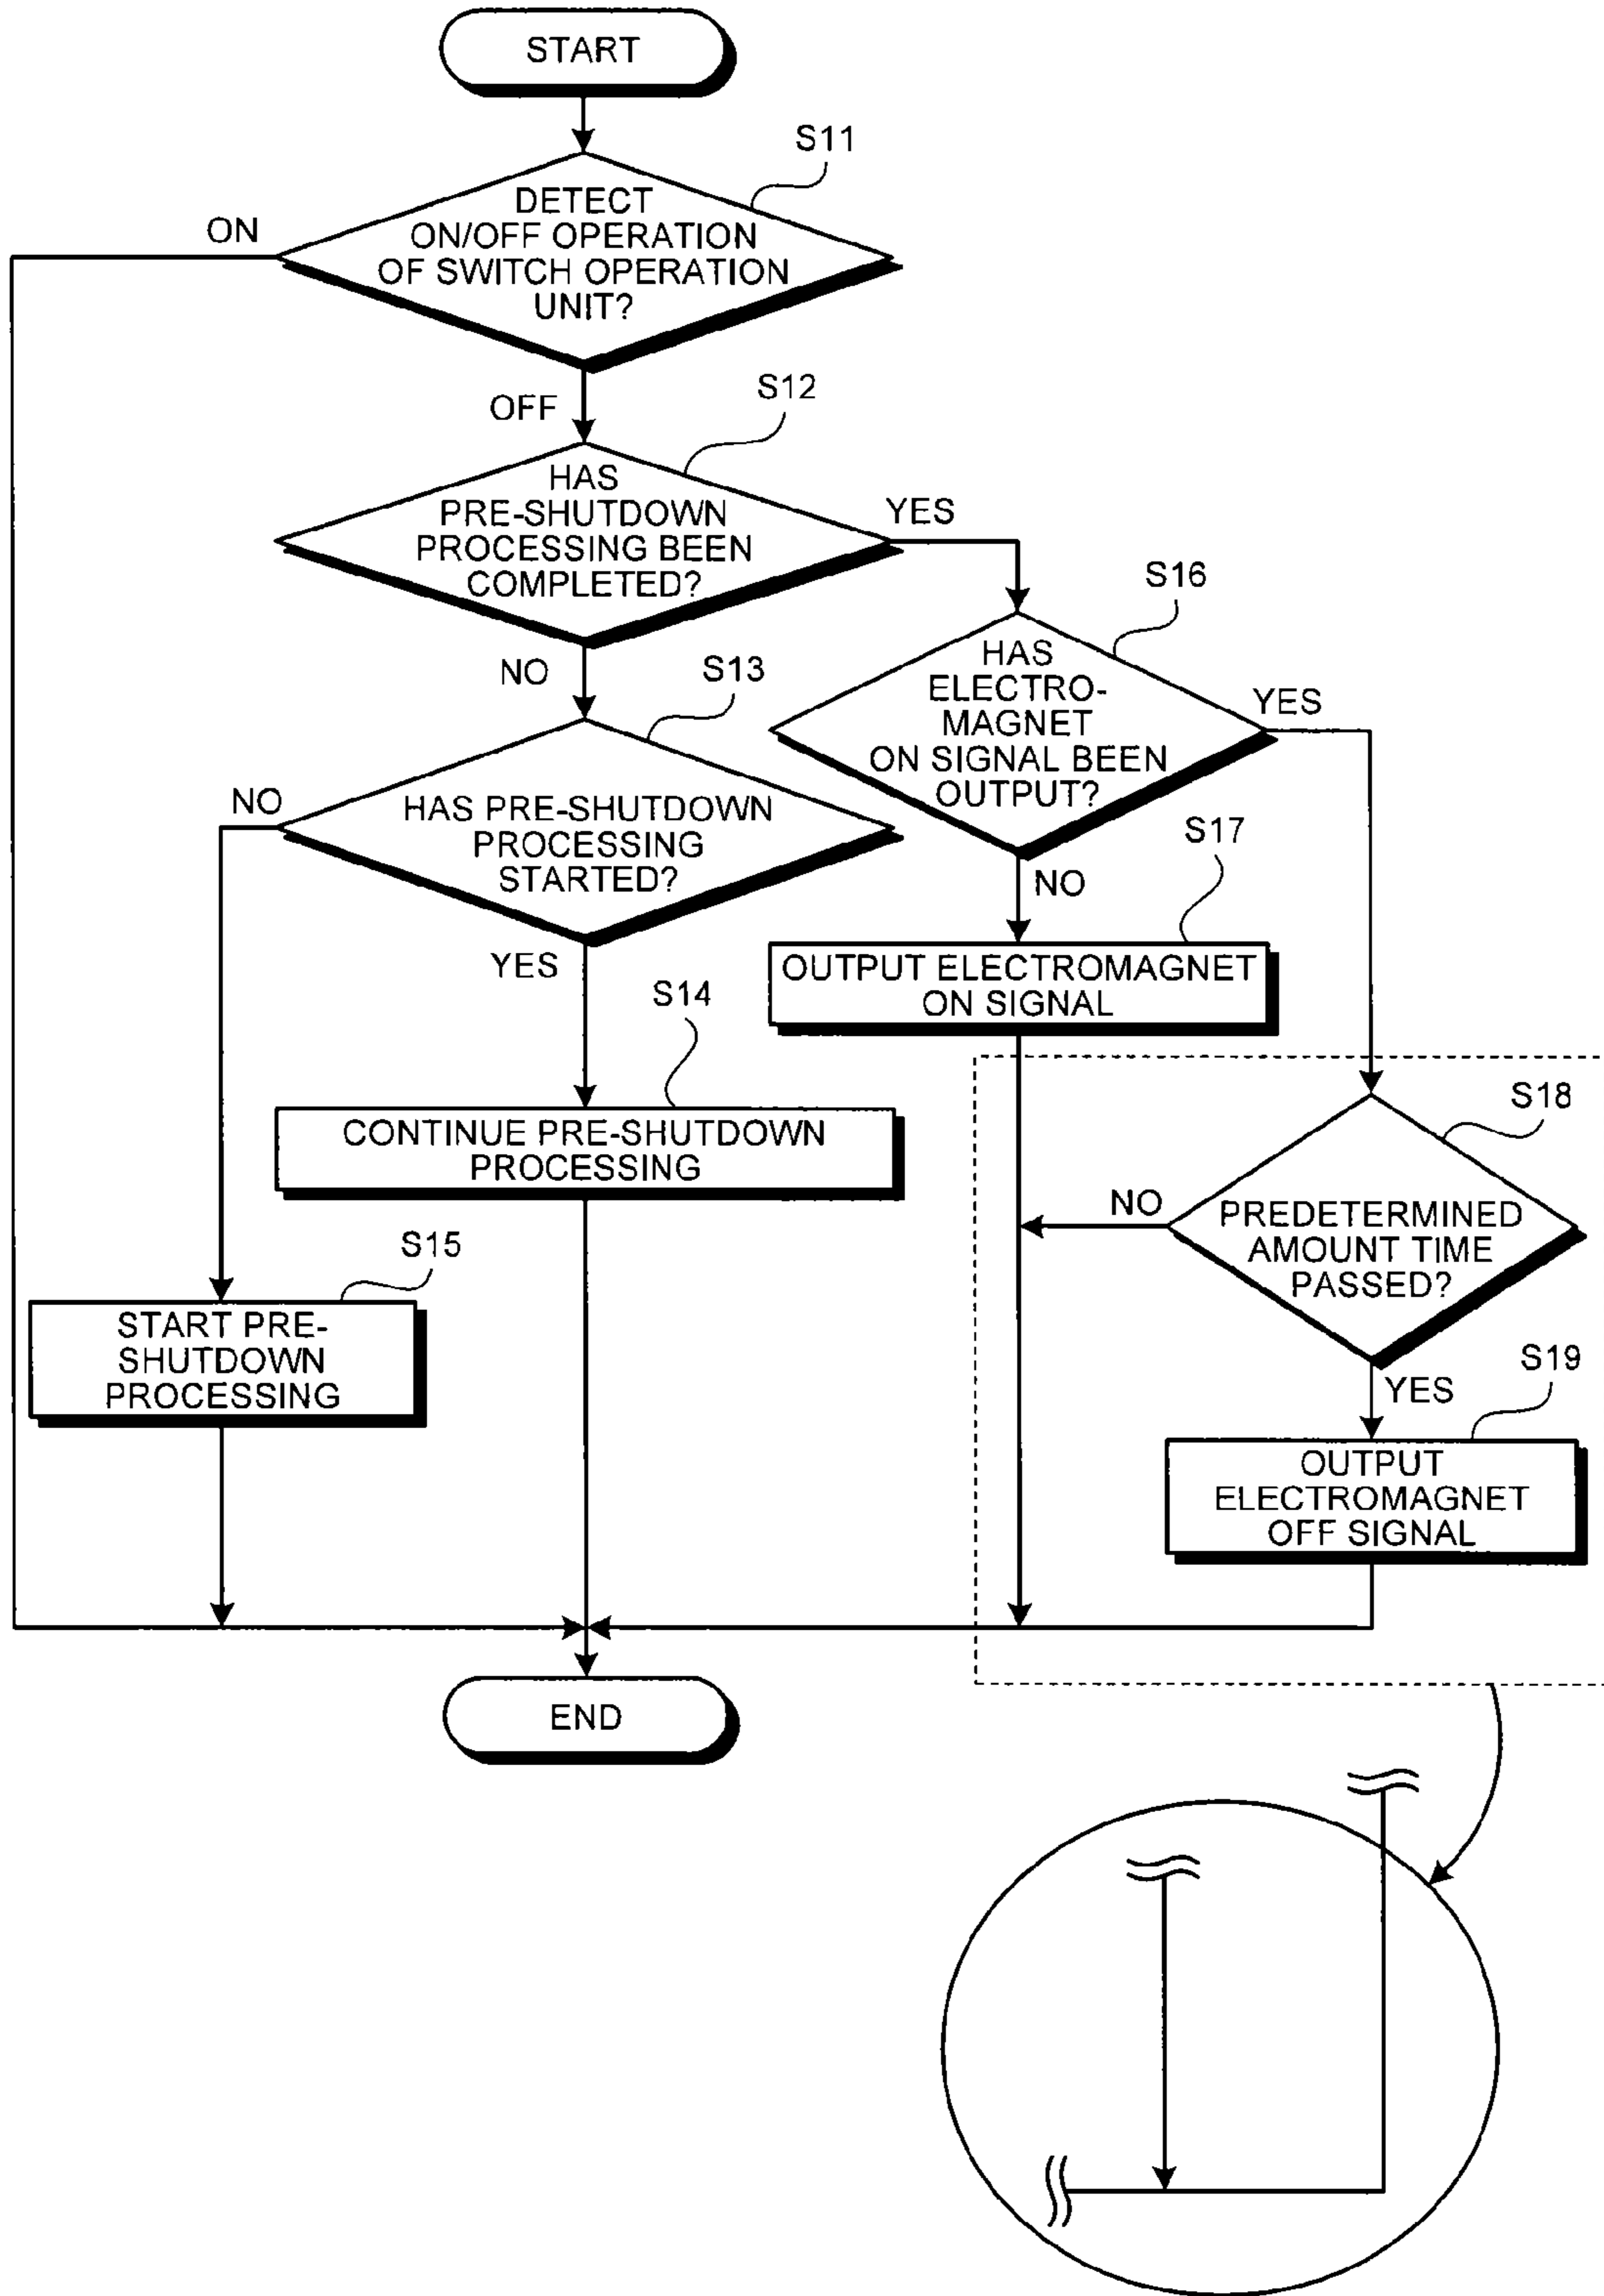 START
S11
DETECT
ON/OFF OPERATION
OF SWITCH OPERATION
UNIT?
ON
OFF
S12
HAS
PRE-SHUTDOWN
PROCESSING BEEN
COMPLETED?
YES
NO
S16
HAS
ELECTRO-
MAGNET
ON SIGNAL BEEN
OUTPUT?
YES
NO
S13
HAS PRE-SHUTDOWN
PROCESSING
STARTED?
NO
YES
S17
OUTPUT ELECTROMAGNET
ON SIGNAL
S14
CONTINUE PRE-SHUTDOWN
PROCESSING
S18
PREDETERMINED
AMOUNT TIME
PASSED?
NO
YES
S15
START PRE-
SHUTDOWN
PROCESSING
S19
OUTPUT
ELECTROMAGNET
OFF SIGNAL
END